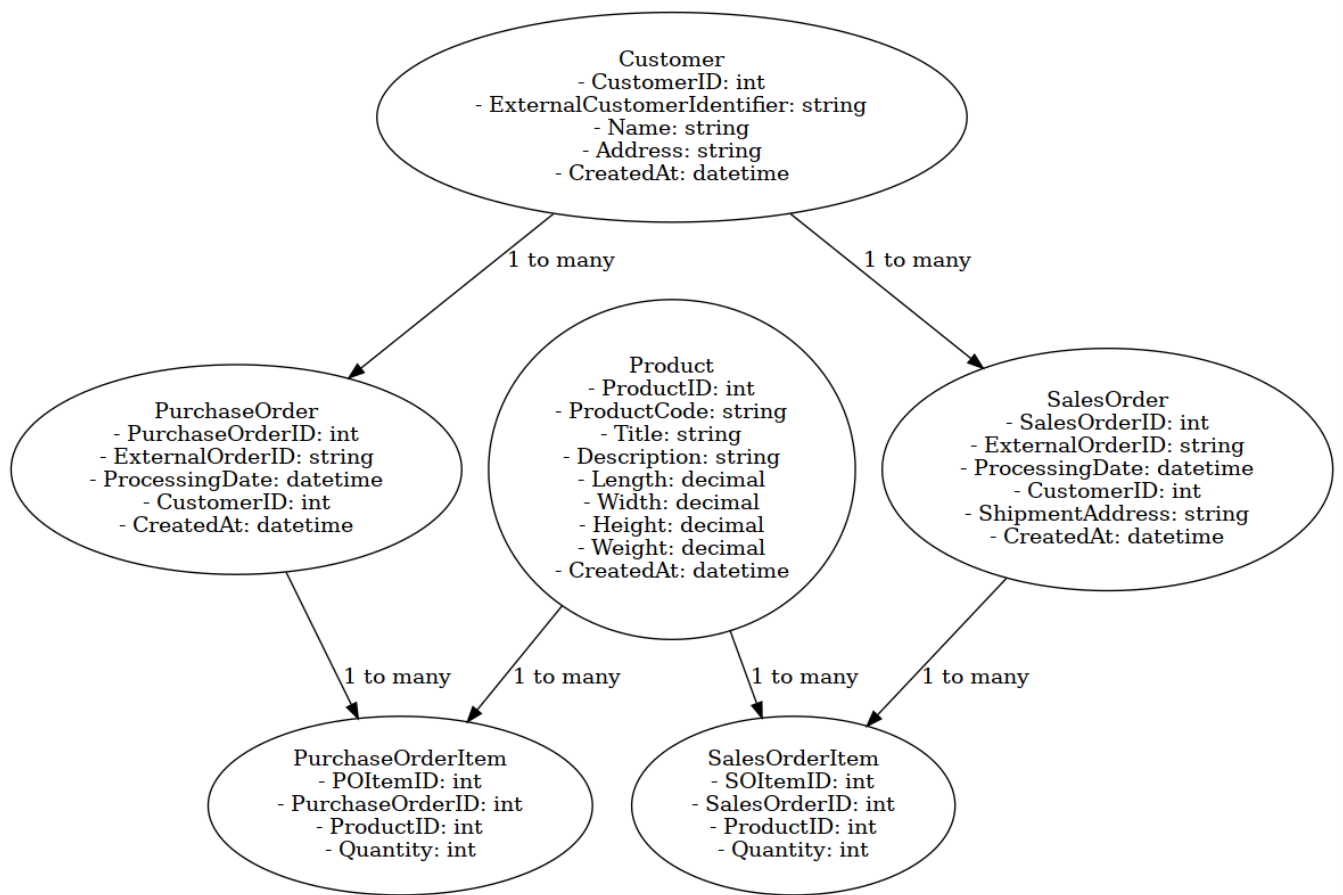 Customer
- CustomerID: int
- ExternalCustomerIdentifier: string
- Name: string
- Address: string
- CreatedAt: datetime
1 to many
1 to many
PurchaseOrder
- PurchaseOrderID: int
- ExternalOrderID: string
- ProcessingDate: datetime
- CustomerID: int
- CreatedAt: datetime
Product
- ProductID: int
- ProductCode: string
- Title: string
- Description: string
- Length: decimal
- Width: decimal
- Height: decimal
- Weight: decimal
- CreatedAt: datetime
SalesOrder
- SalesOrderID: int
- ExternalOrderID: string
- ProcessingDate: datetime
- CustomerID: int
- ShipmentAddress: string
- CreatedAt: datetime
1 to many
1 to many
1 to many
1 to many
PurchaseOrderItem
- POItemID: int
- PurchaseOrderID: int
- ProductID: int
- Quantity: int
SalesOrderItem
- SOItemID: int
- SalesOrderID: int
- ProductID: int
- Quantity: int